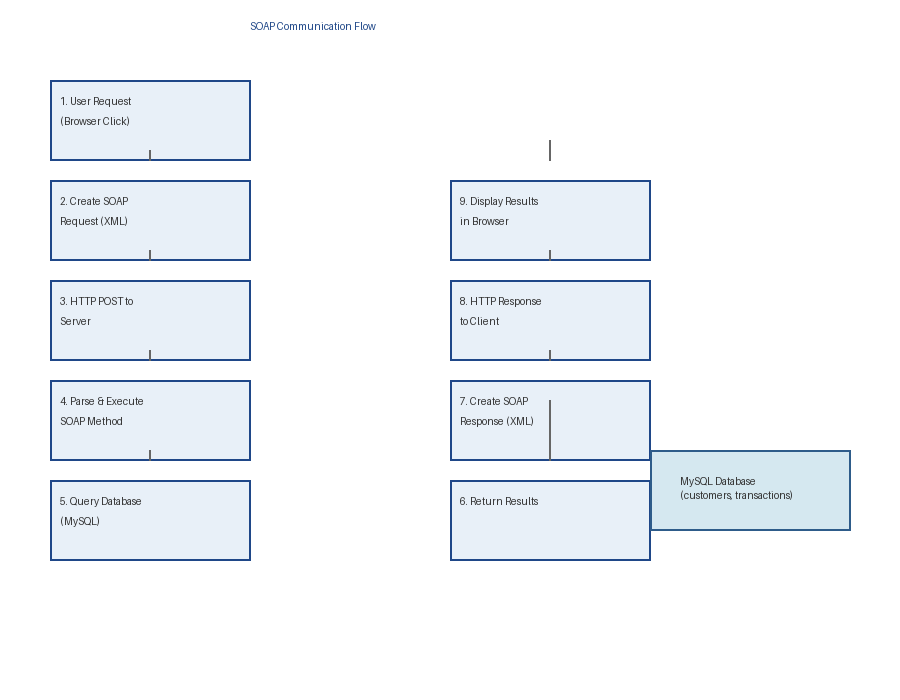 SOAP Communication Flow
1. User Request
(Browser Click)
2. Create SOAP
Request (XML)
3. HTTP POST to
Server
4. Parse & Execute
SOAP Method
5. Query Database
(MySQL)
9. Display Results
in Browser
8. HTTP Response
to Client
7. Create SOAP
Response (XML)
6. Return Results
MySQL Database
(customers, transactions)